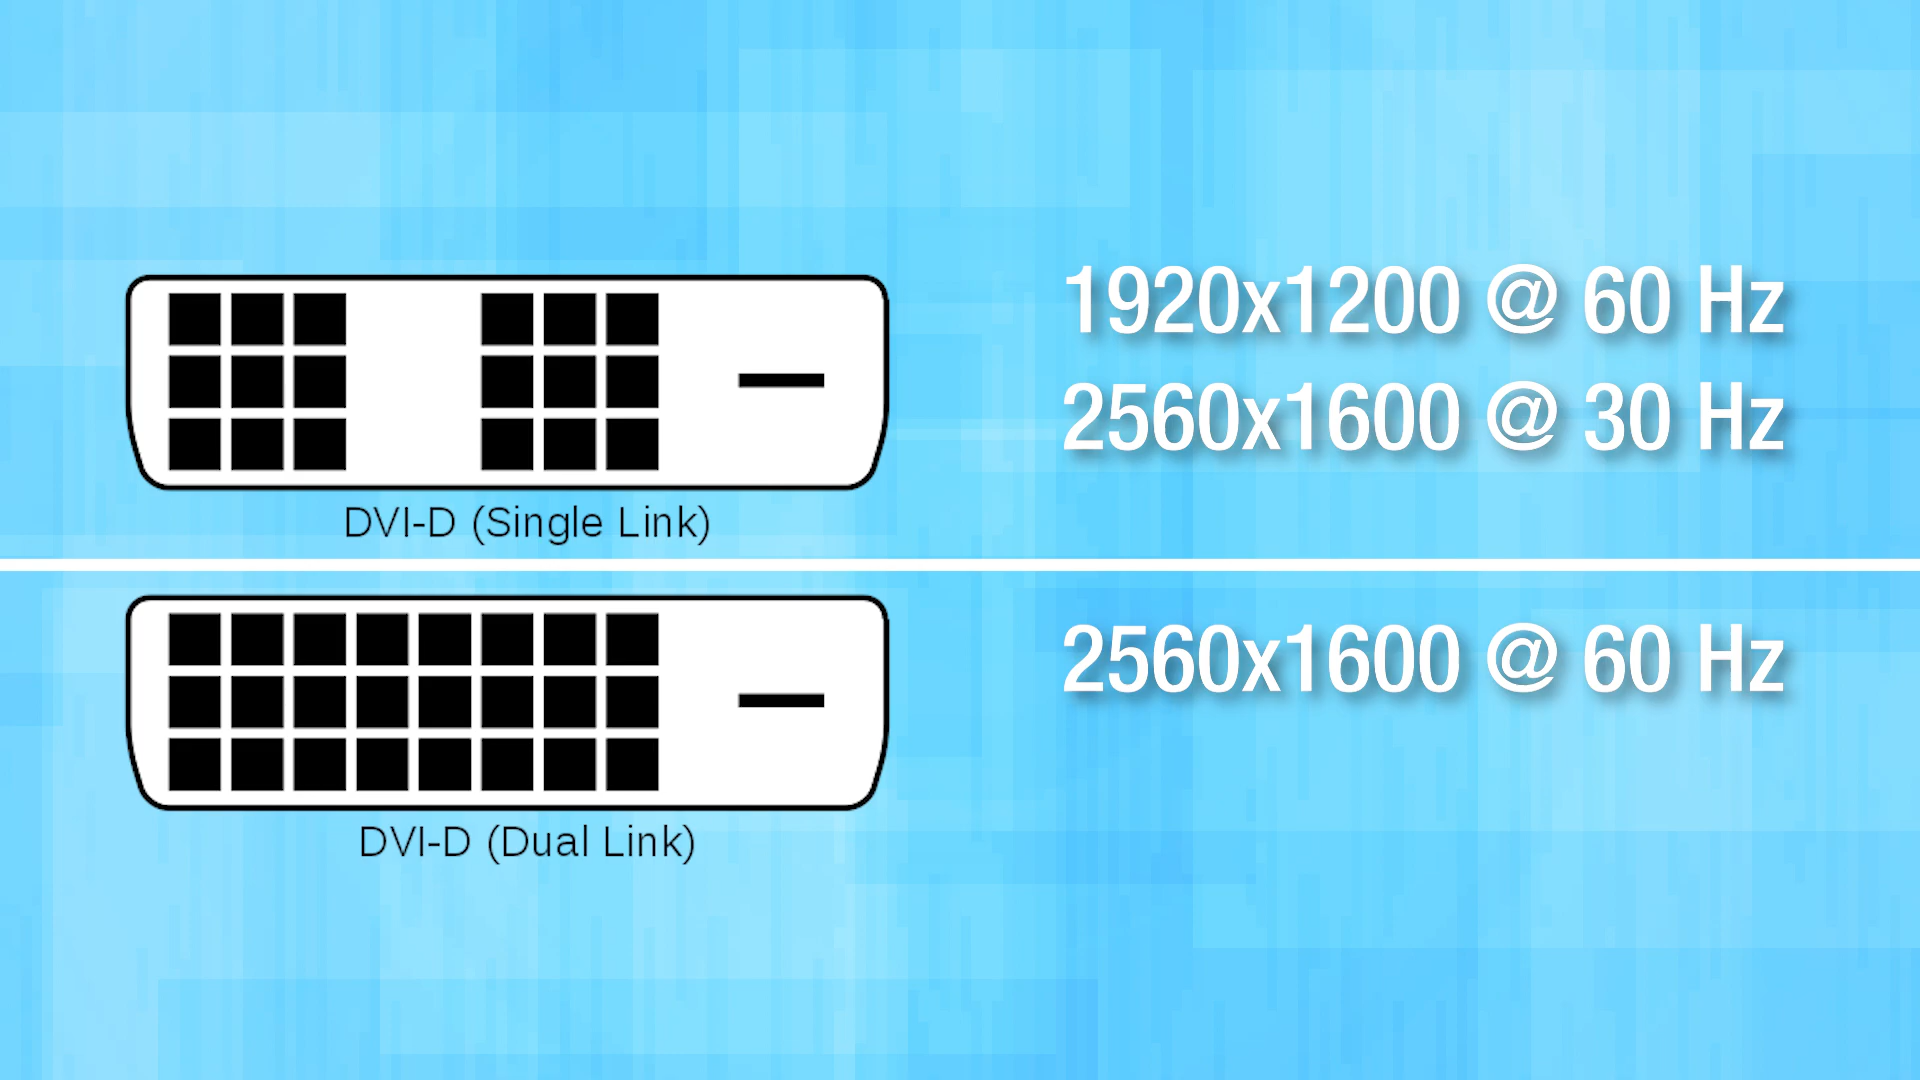 1920x1200 @ 60 Hz
2560x1600 @ 30 Hz
DVI-D (Single Link)
2560x1600 @ 60 Hz
DVI-D (Dual Link)